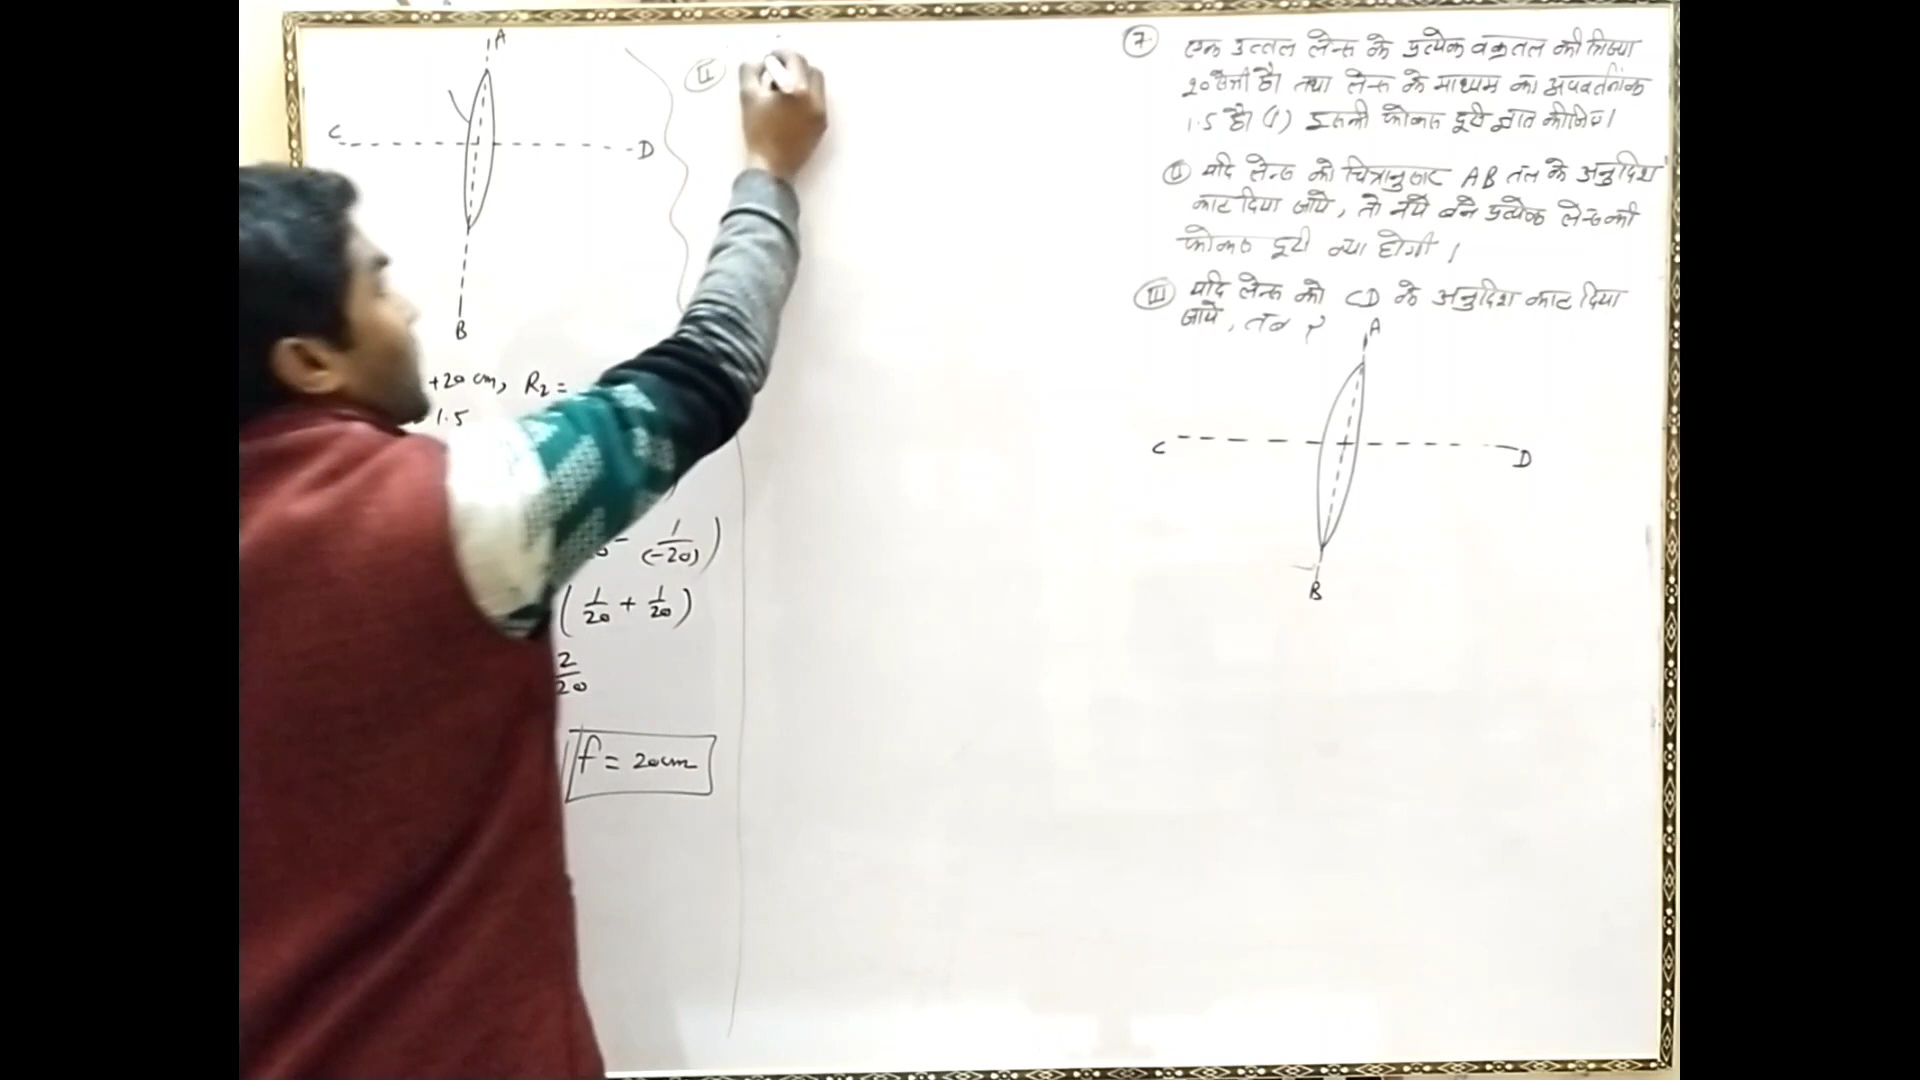 A
C
D
B
+20 cm, R₂ =
1.5
- 1/(-20) )
( 1/20 + 1/20 )
2/20
f = 20cm
II
7. एक उत्तल लेन्स के प्रत्येक वक्रतल की त्रिज्या
20 सेमी है। तथा लेन्स के माध्यम का अपवर्तनांक
1.5 है। (I) इसकी फोकस दूरी ज्ञात कीजिए।
II यदि लेन्स को चित्रानुसार AB तल के अनुदिश
काट दिया जाये, तो नये बने प्रत्येक लेन्स की
फोकस दूरी क्या होगी।
III यदि लेन्स को CD के अनुदिश काट दिया
जाये, तब ?
A
C
D
B